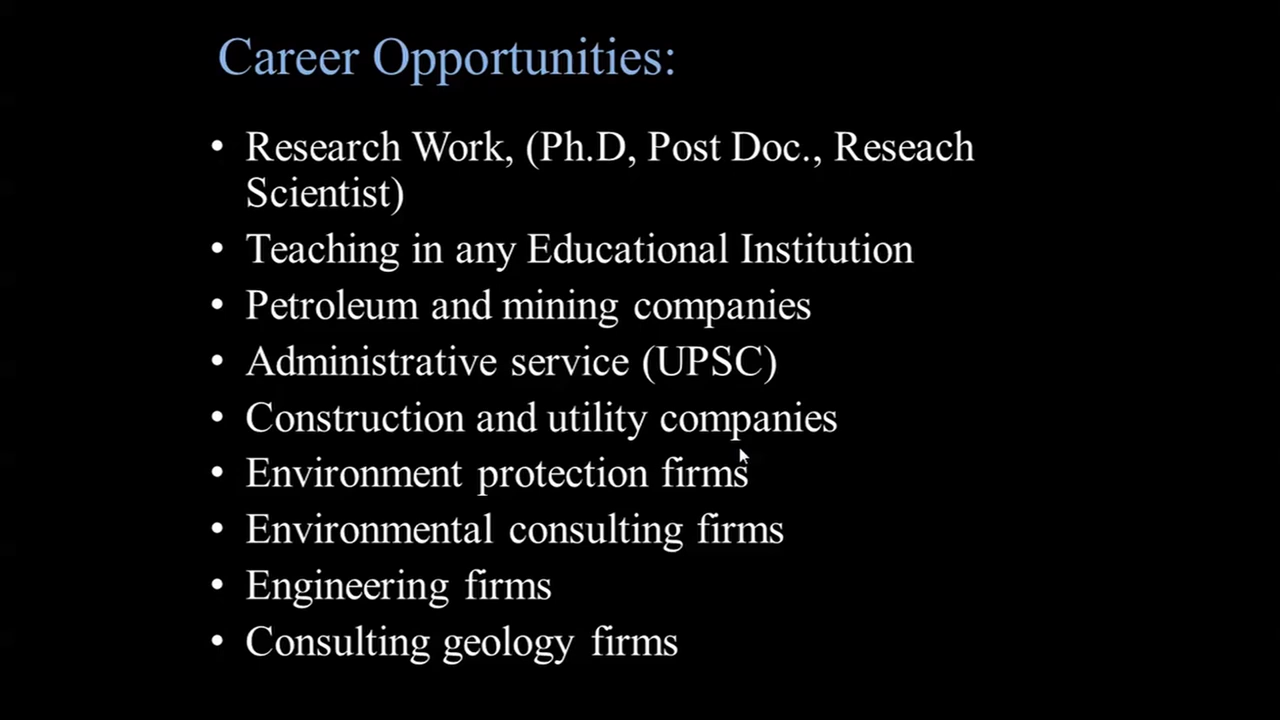 Career Opportunities:
• Research Work, (Ph.D, Post Doc., Reseach
Scientist)
• Teaching in any Educational Institution
• Petroleum and mining companies
• Administrative service (UPSC)
• Construction and utility companies
• Environment protection firms
• Environmental consulting firms
• Engineering firms
• Consulting geology firms